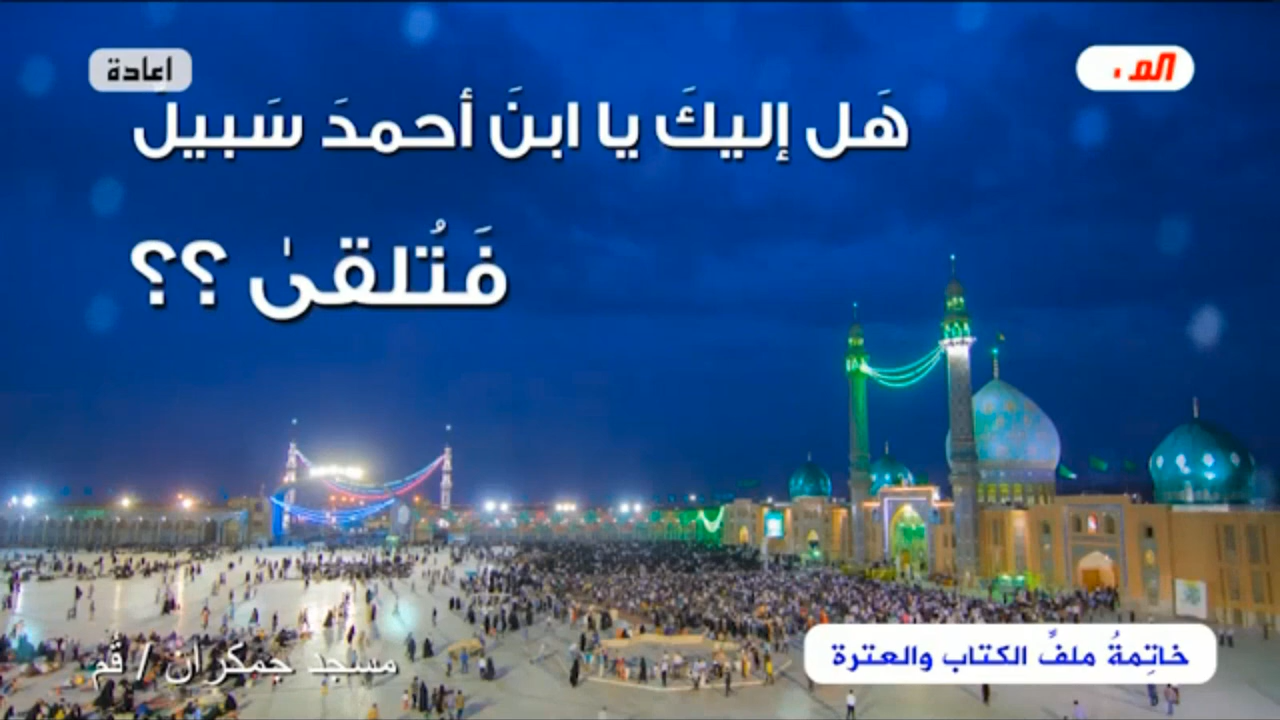 اعادة
هَل إليكَ يا ابنَ أحمدَ سَبيل
فَتُلقىٰ ؟؟
خاتِمةُ ملفِّ الكتاب والعترة
مسجد جمكران / قُم